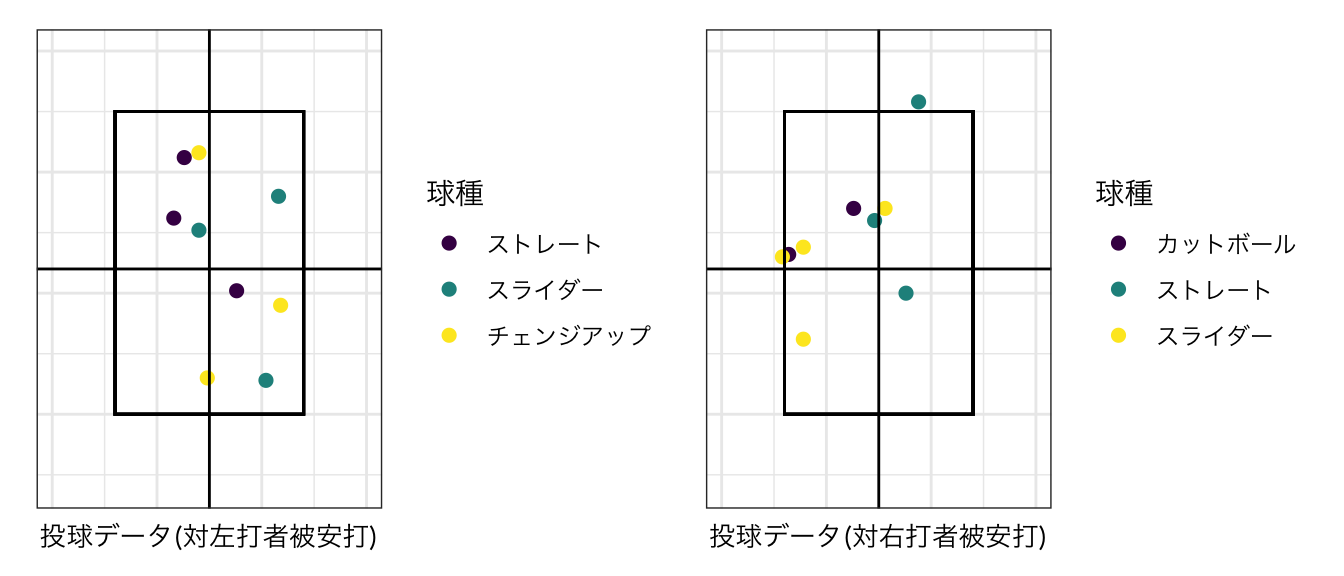 球種
ストレート
スライダー
チェンジアップ
投球データ(対左打者被安打)
球種
カットボール
ストレート
スライダー
投球データ(対右打者被安打)